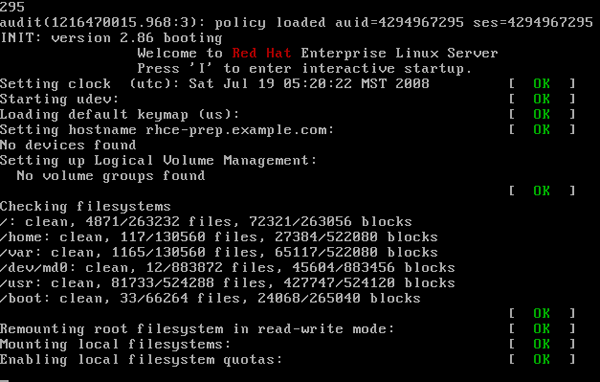 295
audit(1216470015.968:3): policy loaded auid=4294967295 ses=4294967295
INIT: version 2.86 booting
Welcome to Red Hat Enterprise Linux Server
Press 'I' to enter interactive startup.
Setting clock  (utc): Sat Jul 19 05:20:22 MST 2008 [  OK  ]
Starting udev: [  OK  ]
Loading default keymap (us): [  OK  ]
Setting hostname rhce-prep.example.com: [  OK  ]
No devices found
Setting up Logical Volume Management:
No volume groups found
[  OK  ]
Checking filesystems
/: clean, 4871/263232 files, 72321/263056 blocks
/home: clean, 117/130560 files, 27384/522080 blocks
/var: clean, 1165/130560 files, 65117/522080 blocks
/dev/md0: clean, 12/883872 files, 45604/883456 blocks
/usr: clean, 81733/524288 files, 427747/524120 blocks
/boot: clean, 33/66264 files, 24068/265040 blocks
[  OK  ]
Remounting root filesystem in read-write mode: [  OK  ]
Mounting local filesystems: [  OK  ]
Enabling local filesystem quotas: [  OK  ]